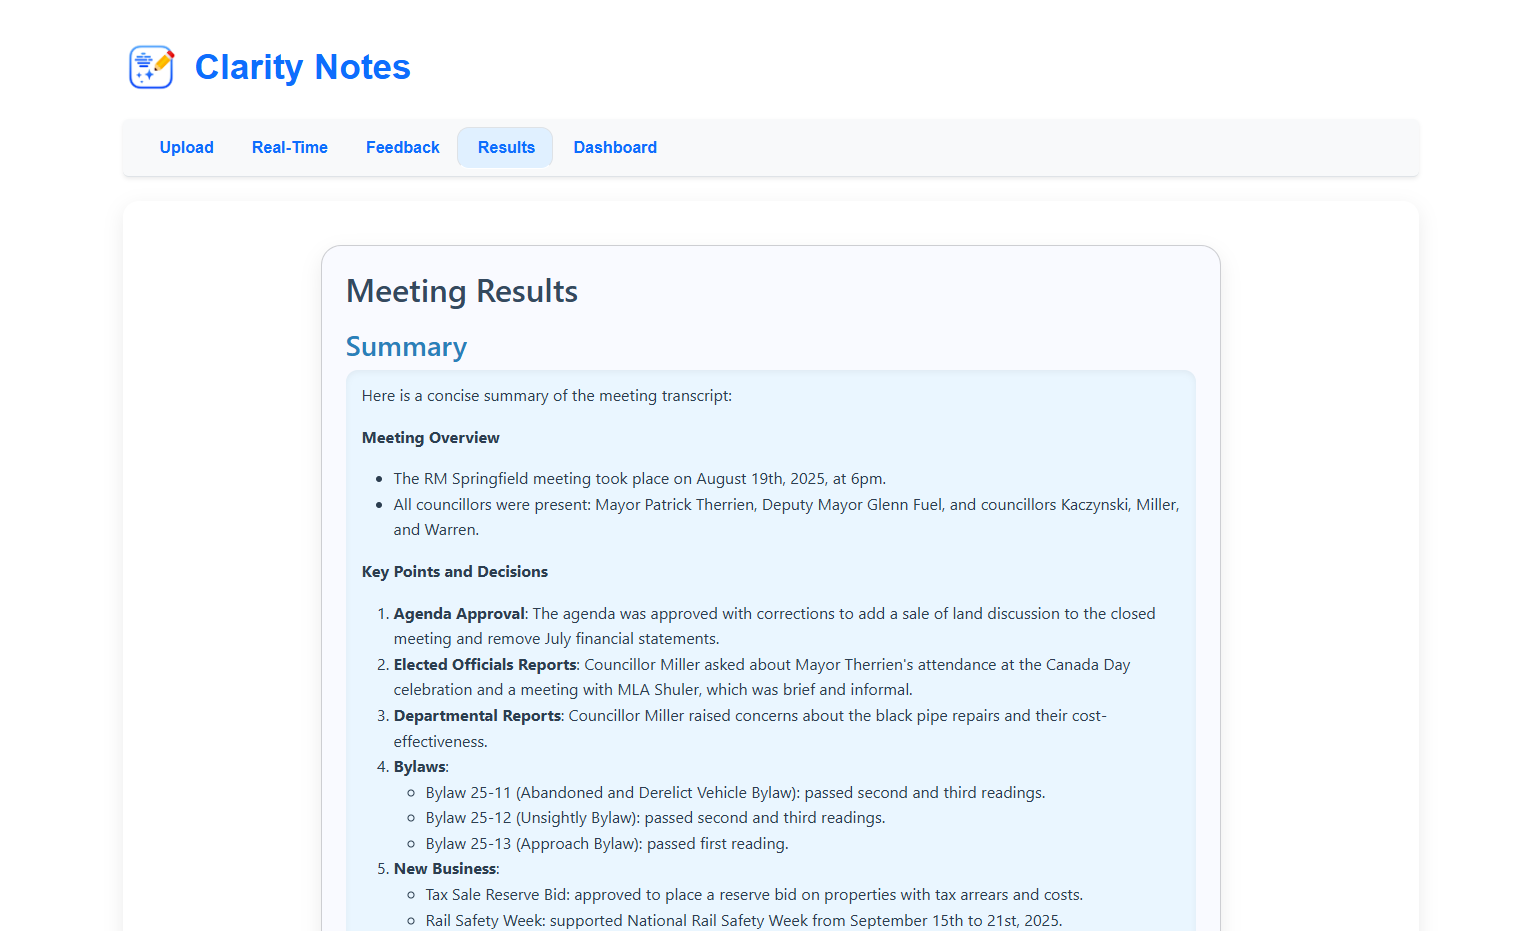 Clarity Notes
Upload Real-Time Feedback Results Dashboard
Meeting Results
Summary
Here is a concise summary of the meeting transcript:
Meeting Overview
• The RM Springfield meeting took place on August 19th, 2025, at 6pm.
• All councillors were present: Mayor Patrick Therrien, Deputy Mayor Glenn Fuel, and councillors Kaczynski, Miller,
and Warren.
Key Points and Decisions
1. Agenda Approval: The agenda was approved with corrections to add a sale of land discussion to the closed
meeting and remove July financial statements.
2. Elected Officials Reports: Councillor Miller asked about Mayor Therrien's attendance at the Canada Day
celebration and a meeting with MLA Shuler, which was brief and informal.
3. Departmental Reports: Councillor Miller raised concerns about the black pipe repairs and their cost-
effectiveness.
4. Bylaws:
◦ Bylaw 25-11 (Abandoned and Derelict Vehicle Bylaw): passed second and third readings.
◦ Bylaw 25-12 (Unsightly Bylaw): passed second and third readings.
◦ Bylaw 25-13 (Approach Bylaw): passed first reading.
5. New Business:
◦ Tax Sale Reserve Bid: approved to place a reserve bid on properties with tax arrears and costs.
◦ Rail Safety Week: supported National Rail Safety Week from September 15th to 21st, 2025.